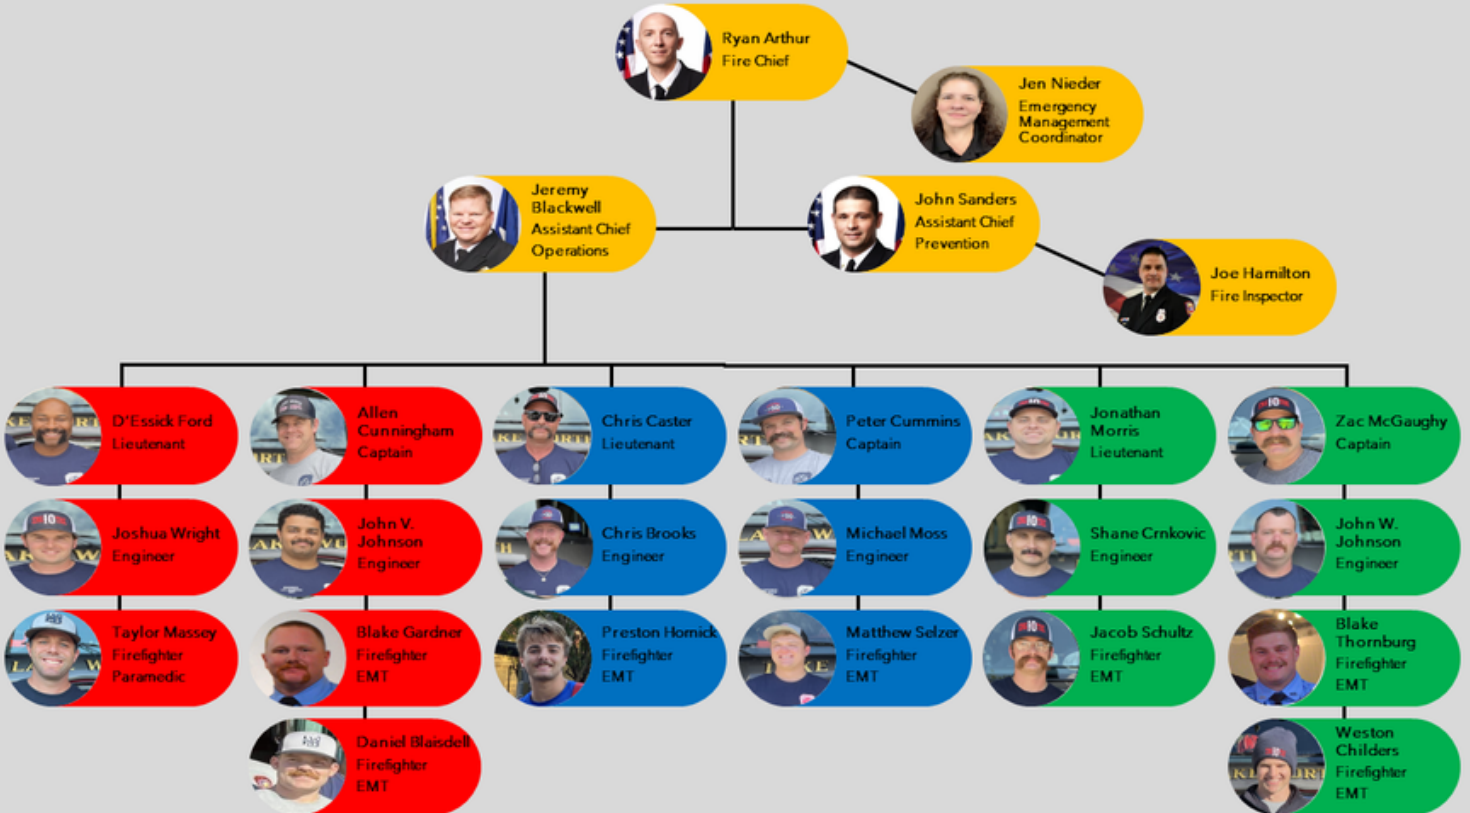 Ryan Arthur
Fire Chief
Jen Nieder
Emergency
Management
Coordinator
Jeremy
Blackwell
Assistant Chief
Operations
John Sanders
Assistant Chief
Prevention
Joe Hamilton
Fire Inspector
D'Essick Ford
Lieutenant
Allen
Cunningham
Captain
Chris Caster
Lieutenant
Peter Cummins
Captain
Jonathan
Morris
Lieutenant
Zac McGaughy
Captain
Joshua Wright
Engineer
John V.
Johnson
Engineer
Chris Brooks
Engineer
Michael Moss
Engineer
Shane Crnkovic
Engineer
John W.
Johnson
Engineer
Taylor Massey
Firefighter
Paramedic
Blake Gardner
Firefighter
EMT
Preston Hornick
Firefighter
EMT
Matthew Selzer
Firefighter
EMT
Jacob Schultz
Firefighter
EMT
Blake
Thornburg
Firefighter
EMT
Daniel Blaisdell
Firefighter
EMT
Weston
Childers
Firefighter
EMT